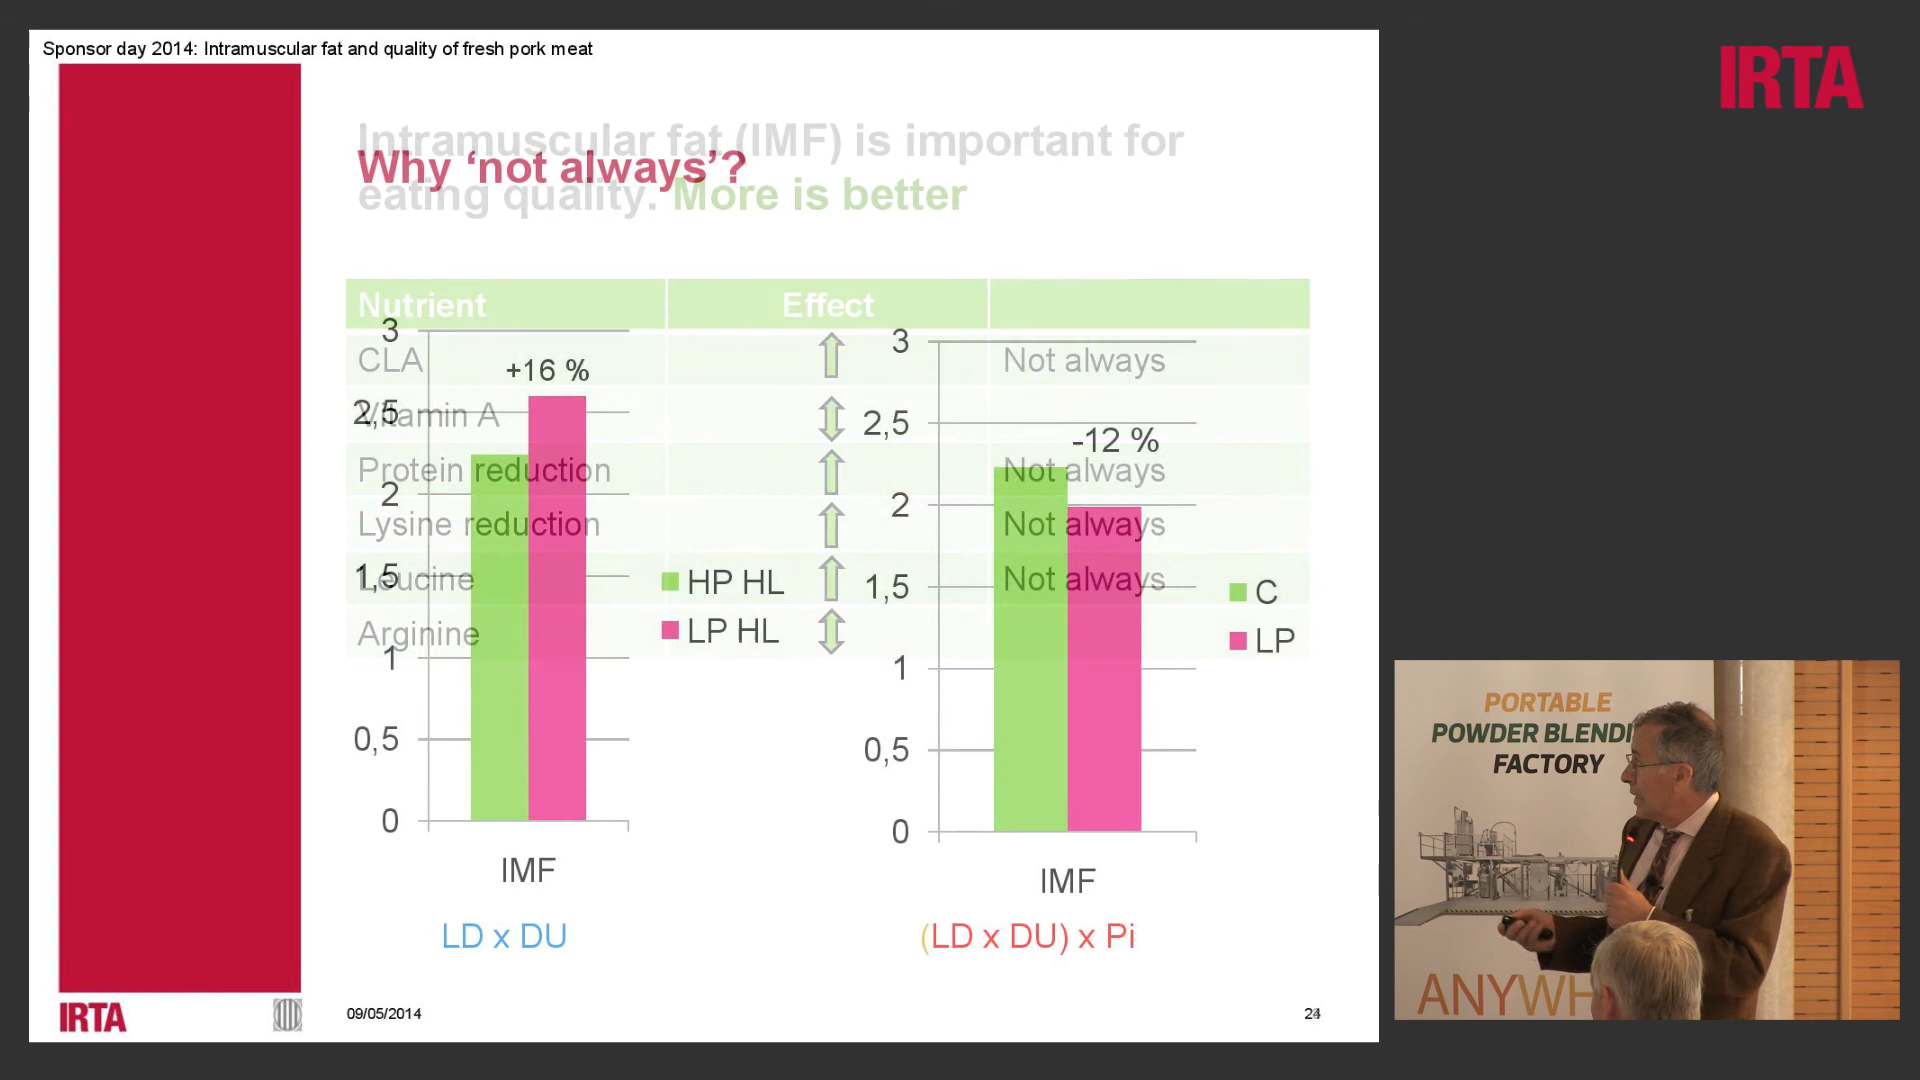 Sponsor day 2014: Intramuscular fat and quality of fresh pork meat
IRTA
Intramuscular fat (IMF) is important for
eating quality. More is better
Why ‘not always’?
Nutrient Effect
CLA Not always
Vitamin A
Protein reduction Not always
Lysine reduction Not always
Leucine Not always
Arginine
3
2,5
2
1,5
1
0,5
0
+16 %
HP HL
LP HL
IMF
LD x DU
3
2,5
2
1,5
1
0,5
0
-12 %
C
LP
IMF
(LD x DU) x Pi
IRTA
09/05/2014
PORTABLE
POWDER BLENDI
FACTORY
ANYWH